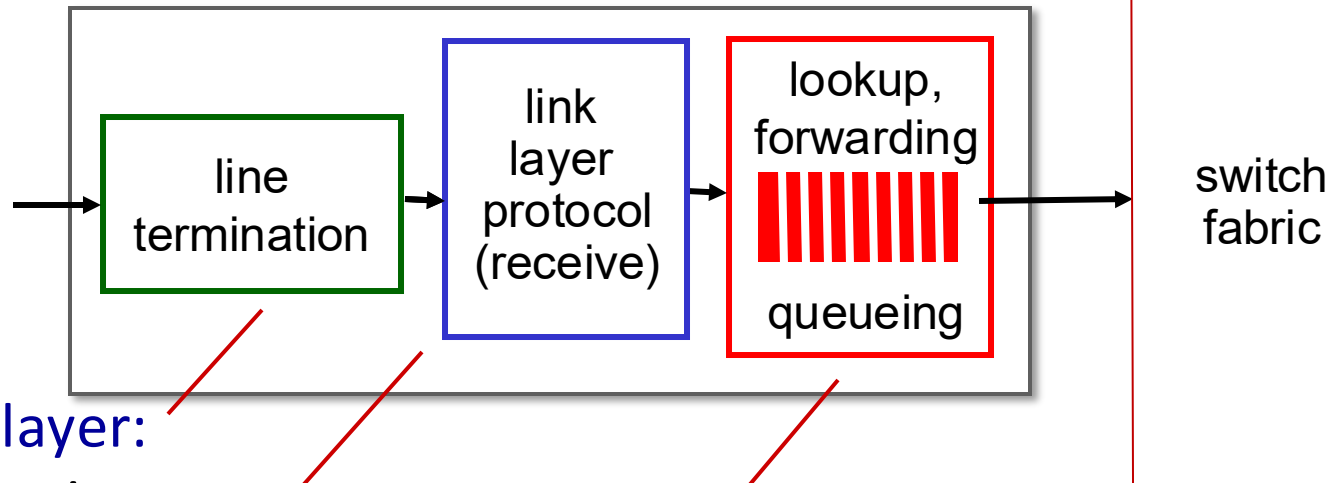 line
termination
link
layer
protocol
(receive)
lookup,
forwarding
queueing
switch
fabric
layer: